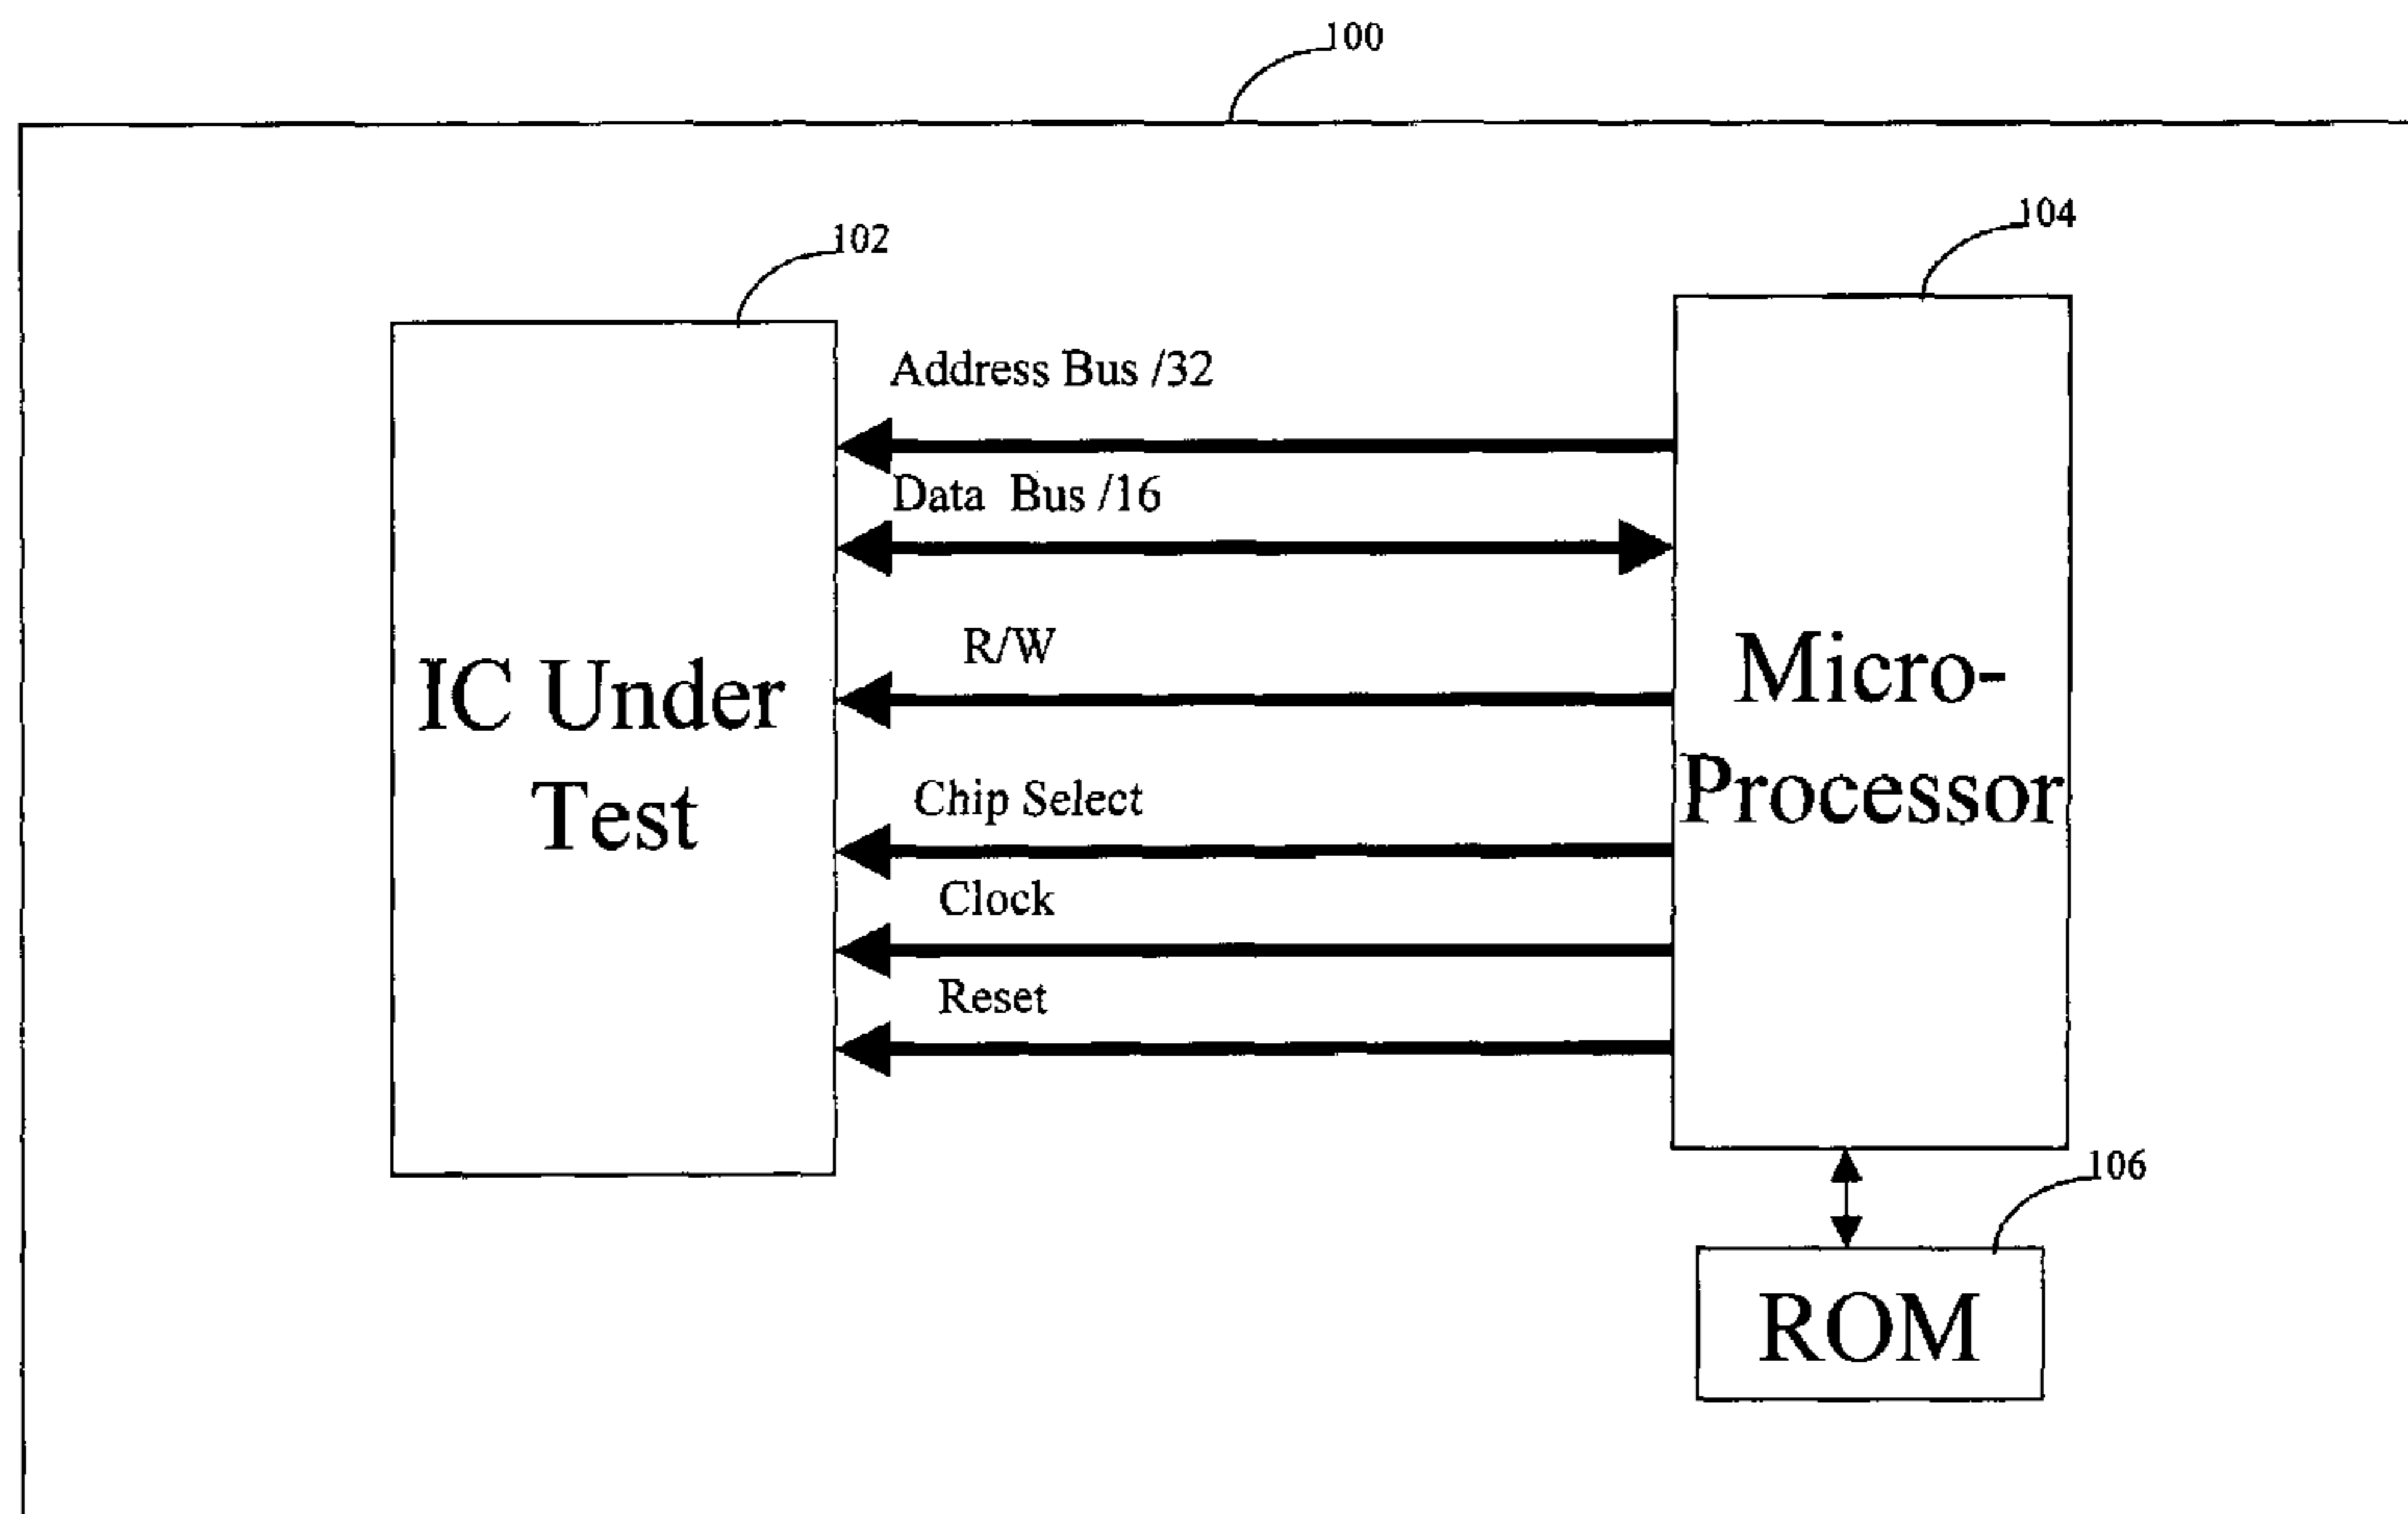 100
102
104
Address Bus /32
Data Bus /16
R/W
IC Under
Test
Micro-
Processor
Chip Select
Clock
Reset
106
ROM